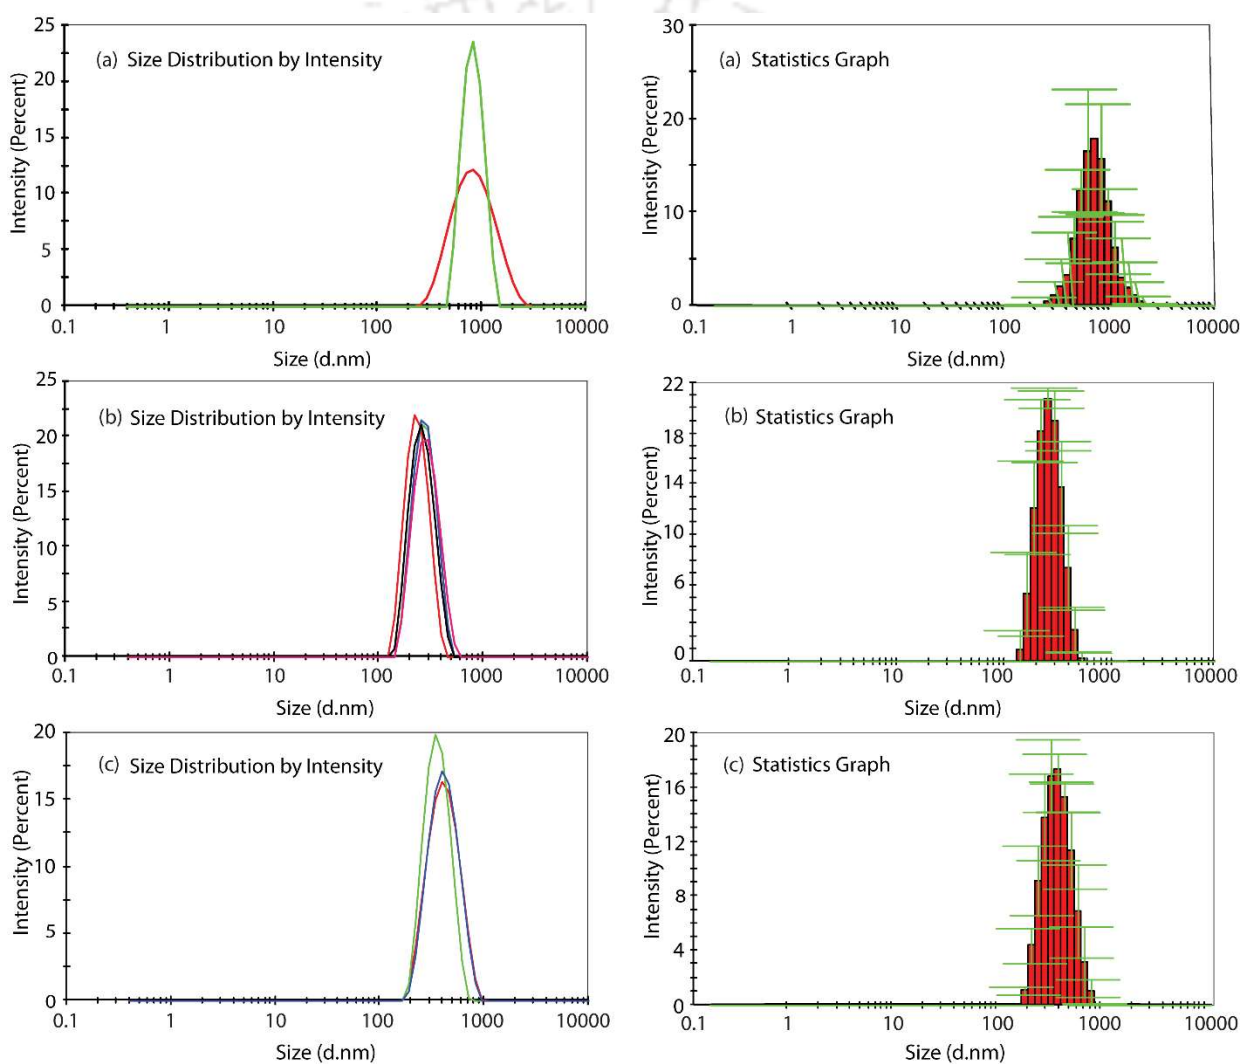 (a) Size Distribution by Intensity
Intensity (Percent)
25
20
15
10
5
0
0.1 1 10 100 1000 10000
Size (d.nm)
(a) Statistics Graph
Intensity (Percent)
30
20
10
0
0.1 1 10 100 1000 10000
Size (d.nm)
(b) Size Distribution by Intensity
Intensity (Percent)
25
20
15
10
5
0
0.1 1 10 100 1000 10000
Size (d.nm)
(b) Statistics Graph
Intensity (Percent)
22
18
14
10
6
0
0.1 1 10 100 1000 10000
Size (d.nm)
(c) Size Distribution by Intensity
Intensity (Percent)
20
15
10
5
0
0.1 1 10 100 1000 10000
Size (d.nm)
(c) Statistics Graph
Intensity (Percent)
20
16
12
8
4
0
0.1 1 10 100 1000 10000
Size (d.nm)